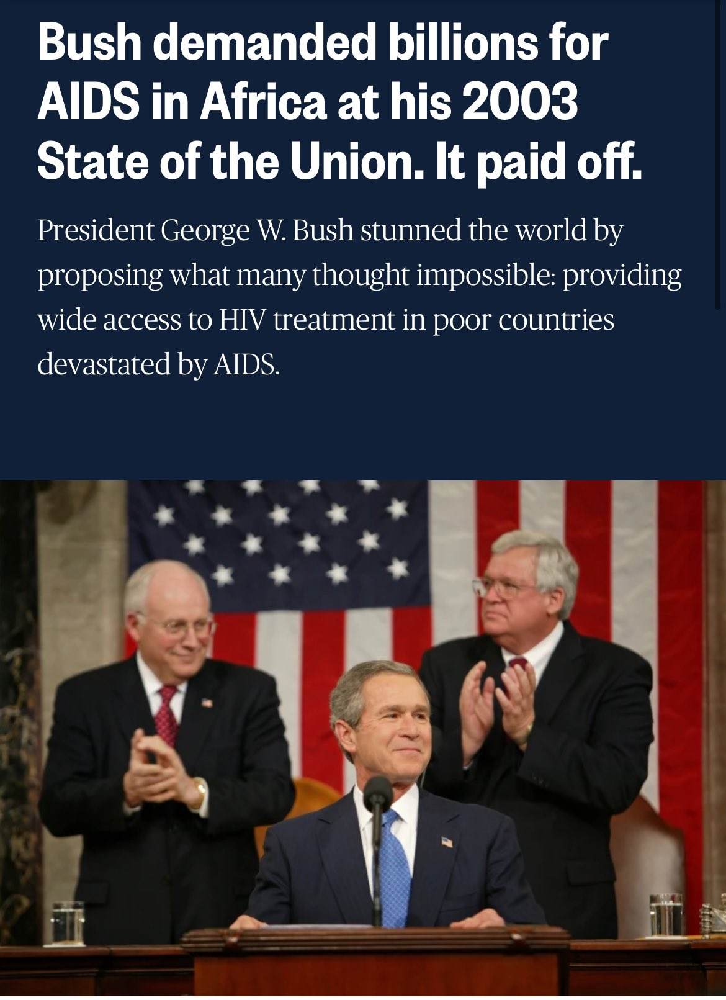 Bush demanded billions for
AIDS in Africa at his 2003
State of the Union. It paid off.
President George W. Bush stunned the world by
proposing what many thought impossible: providing
wide access to HIV treatment in poor countries
devastated by AIDS.